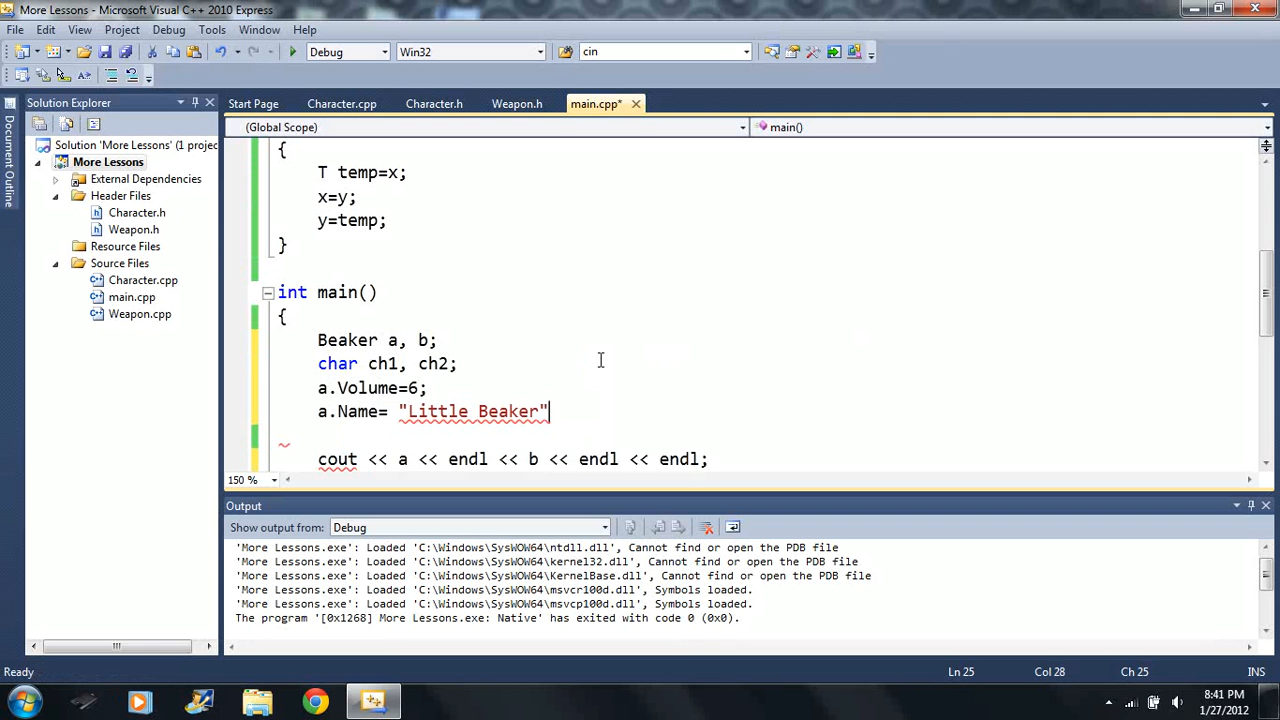 More Lessons - Microsoft Visual C++ 2010 Express
File Edit View Project Debug Tools Window Help
Debug Win32 cin
Solution Explorer
Start Page Character.cpp Character.h Weapon.h main.cpp*
Document Outline
(Global Scope) main()
Solution 'More Lessons' (1 projec
More Lessons
External Dependencies
Header Files
Character.h
Weapon.h
Resource Files
Source Files
Character.cpp
main.cpp
Weapon.cpp
{
T temp=x;
x=y;
y=temp;
}
int main()
{
Beaker a, b;
char ch1, ch2;
a.Volume=6;
a.Name= "Little Beaker"
cout << a << endl << b << endl << endl;
150 %
Output
Show output from: Debug
'More Lessons.exe': Loaded 'C:\Windows\SysWOW64\ntdll.dll', Cannot find or open the PDB file
'More Lessons.exe': Loaded 'C:\Windows\SysWOW64\kernel32.dll', Cannot find or open the PDB file
'More Lessons.exe': Loaded 'C:\Windows\SysWOW64\KernelBase.dll', Cannot find or open the PDB file
'More Lessons.exe': Loaded 'C:\Windows\SysWOW64\msvcr100d.dll', Symbols loaded.
'More Lessons.exe': Loaded 'C:\Windows\SysWOW64\msvcp100d.dll', Symbols loaded.
The program '[0x1268] More Lessons.exe: Native' has exited with code 0 (0x0).
Ready Ln 25 Col 28 Ch 25 INS
8:41 PM
1/27/2012